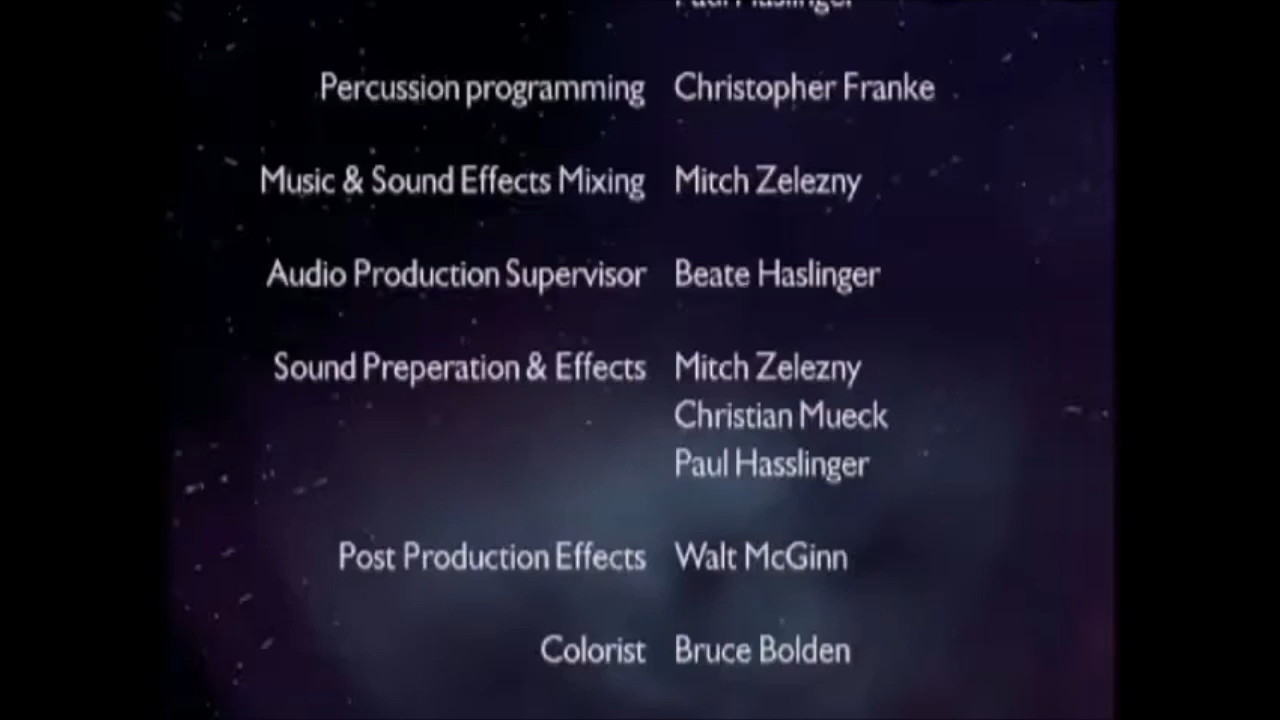 Percussion programming Christopher Franke
Music & Sound Effects Mixing Mitch Zelezny
Audio Production Supervisor Beate Haslinger
Sound Preperation & Effects Mitch Zelezny
Christian Mueck
Paul Hasslinger
Post Production Effects Walt McGinn
Colorist Bruce Bolden